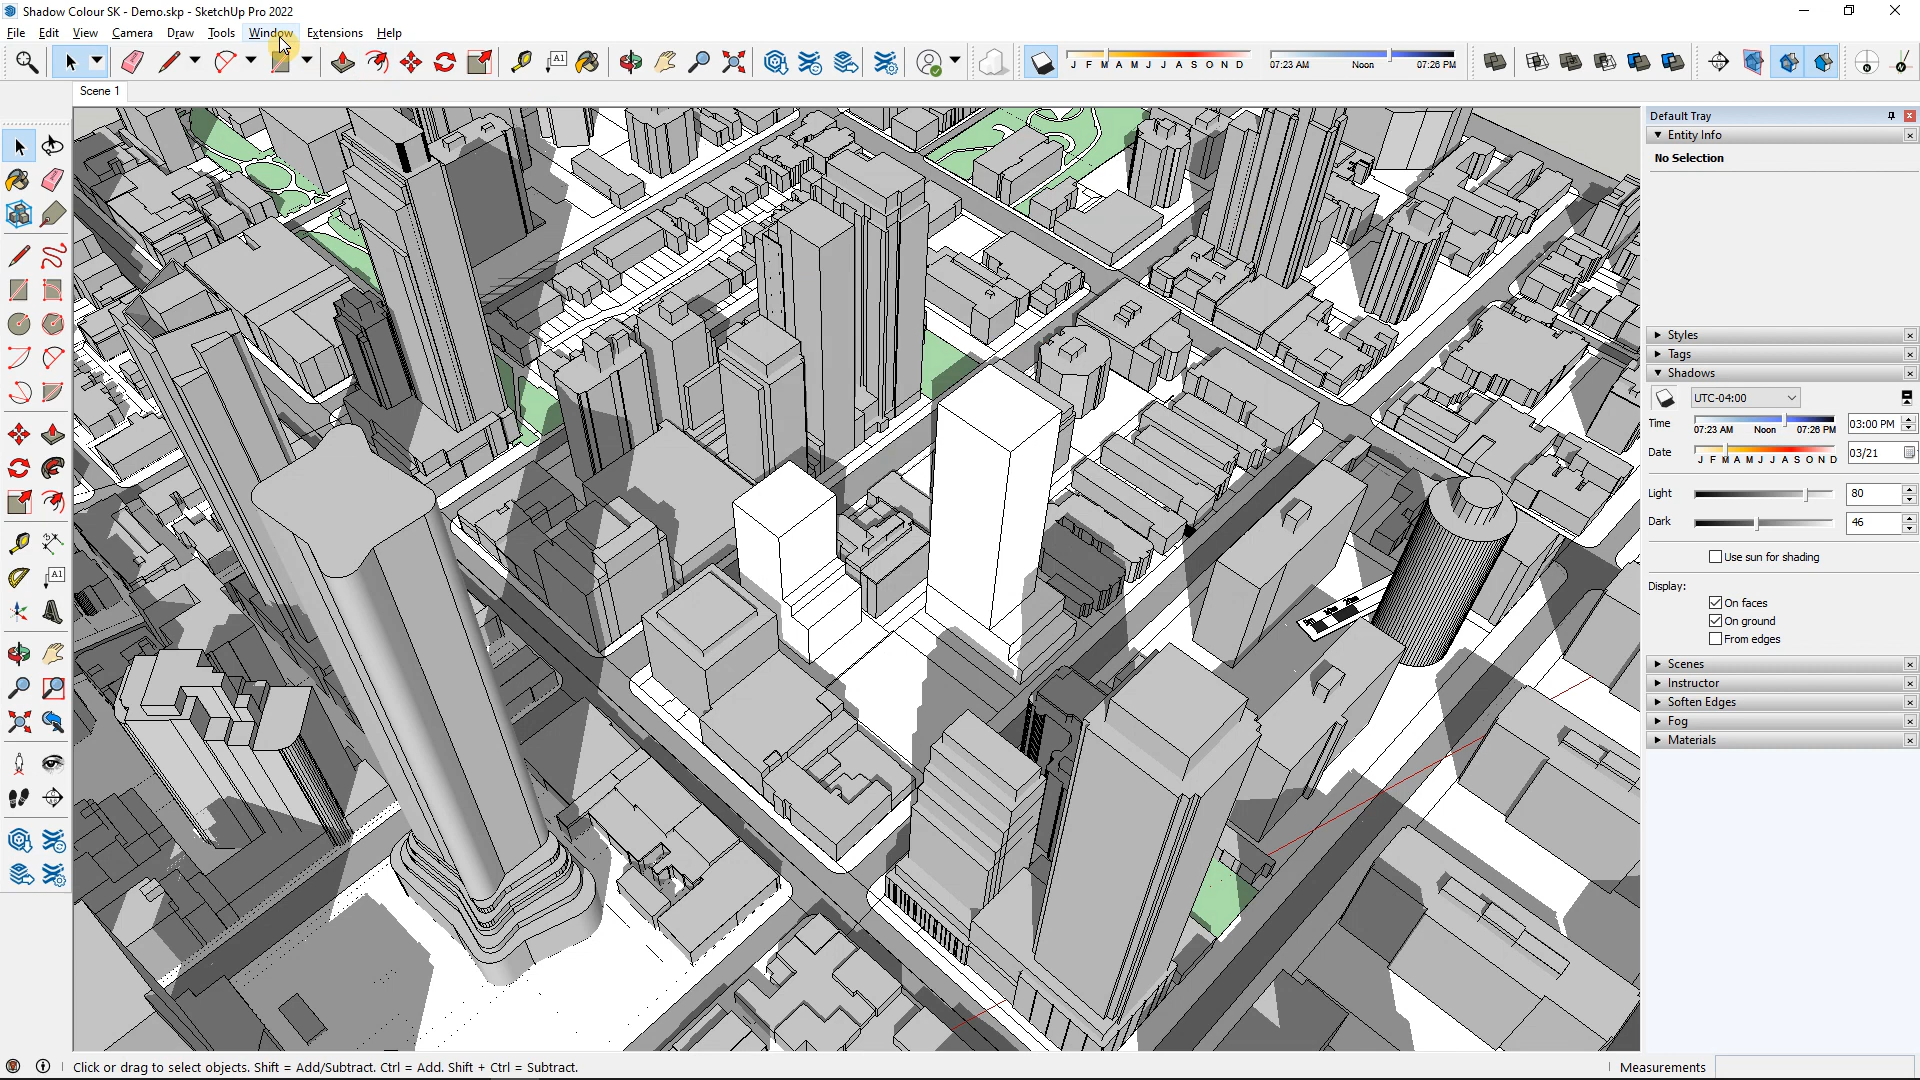 Shadow Colour SK - Demo.skp - SketchUp Pro 2022
File Edit View Camera Draw Tools Window Extensions Help
J F M A M J J A S O N D
07:23 AM Noon 07:26 PM
Scene 1
Default Tray
Entity Info
No Selection
Styles
Tags
Shadows
UTC-04:00
Time
07:23 AM Noon 07:26 PM
03:00 PM
Date
J F M A M J J A S O N D
03/21
Light
80
Dark
46
Use sun for shading
Display:
On faces
On ground
From edges
Scenes
Instructor
Soften Edges
Fog
Materials
Click or drag to select objects. Shift = Add/Subtract. Ctrl = Add. Shift + Ctrl = Subtract.
Measurements